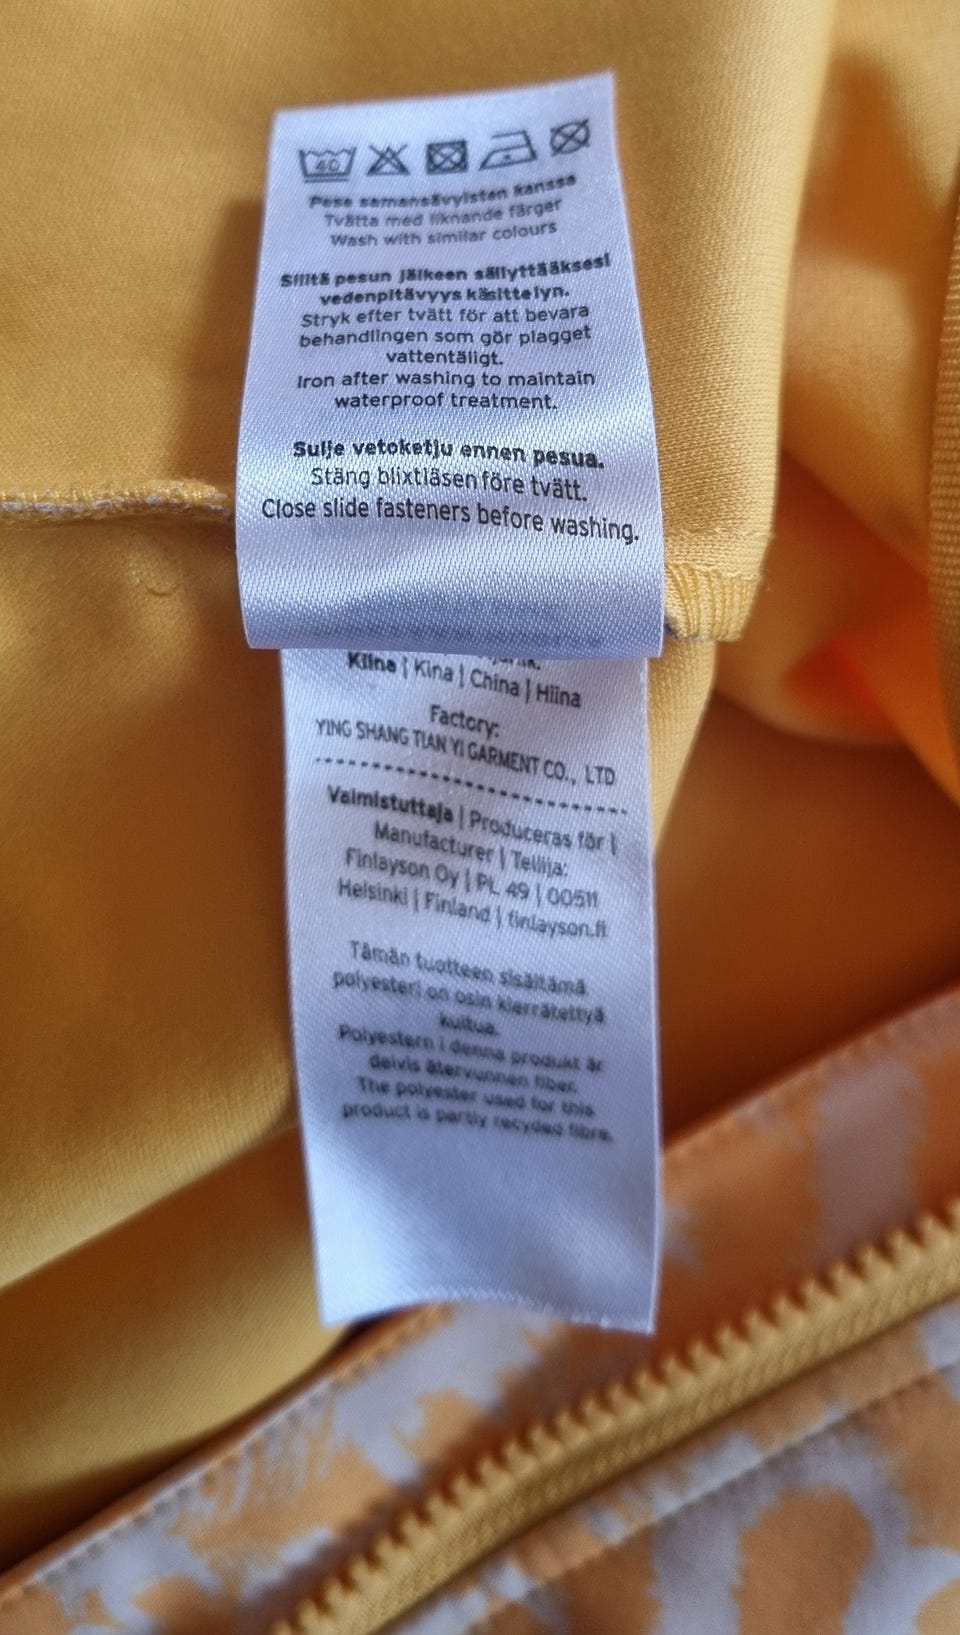 40
Pese samansävyisten kanssa
Tvätta med liknande färger
Wash with similar colours
Silitä pesun jälkeen säilyttääksesi
vedenpitävyys käsittelyn.
Stryk efter tvätt för att bevara
behandlingen som gör plagget
vattentäligt.
Iron after washing to maintain
waterproof treatment.
Sulje vetoketju ennen pesua.
Stäng blixtläsen före tvätt.
Close slide fasteners before washing.
Kiina | Kina | China | Hiina
Factory:
YING SHANG TIAN YI GARMENT CO., LTD
Valmistuttaja | Produceras för |
Manufacturer | Tellija:
Finlayson Oy | PL 49 | 00511
Helsinki | Finland | finlayson.fi
Tämän tuotteen sisältämä
polyesteri on osin kierrätettyä
kuitua.
Polyestern i denna produkt är
delvis återvunnen fiber.
The polyester used for this
product is partly recycled fibre.